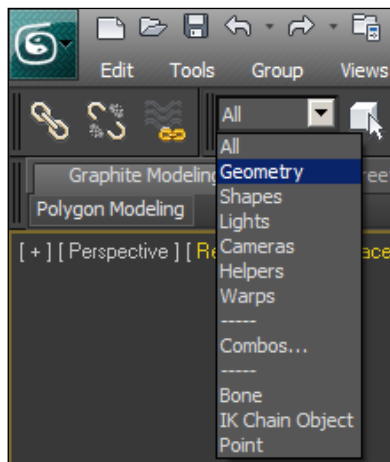 Edit Tools Group Views
All
All
Graphite Modeling
Geometry
Shapes
Polygon Modeling
Lights
[ + ] [ Perspective ] [
Cameras
Helpers
Warps
-----
Combos...
-----
Bone
IK Chain Object
Point